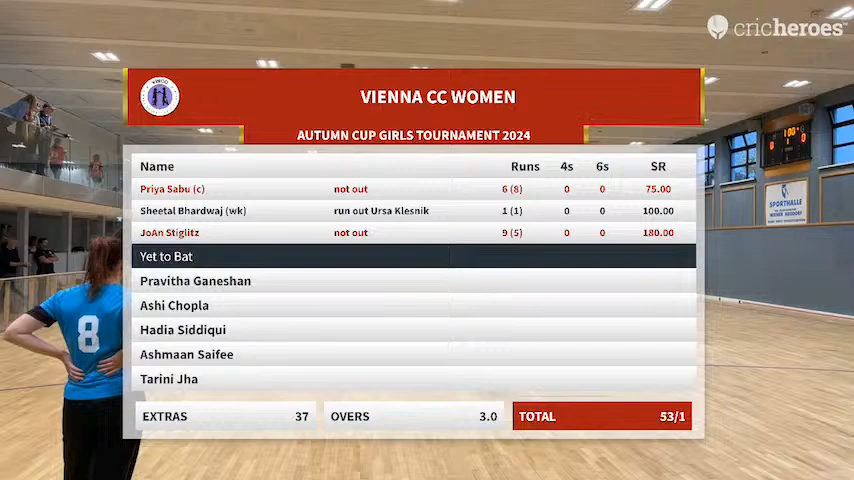 cricheroes
VIENNA CC WOMEN
AUTUMN CUP GIRLS TOURNAMENT 2024
Name Runs 4s 6s SR
Priya Sabu (c) not out 6 (8) 0 0 75.00
Sheetal Bhardwaj (wk) run out Ursa Klesnik 1 (1) 0 0 100.00
JoAn Stiglitz not out 9 (5) 0 0 180.00
Yet to Bat
Pravitha Ganeshan
Ashi Chopla
Hadia Siddiqui
Ashmaan Saifee
Tarini Jha
EXTRAS 37 OVERS 3.0 TOTAL 53/1
8
SPORTHALLE